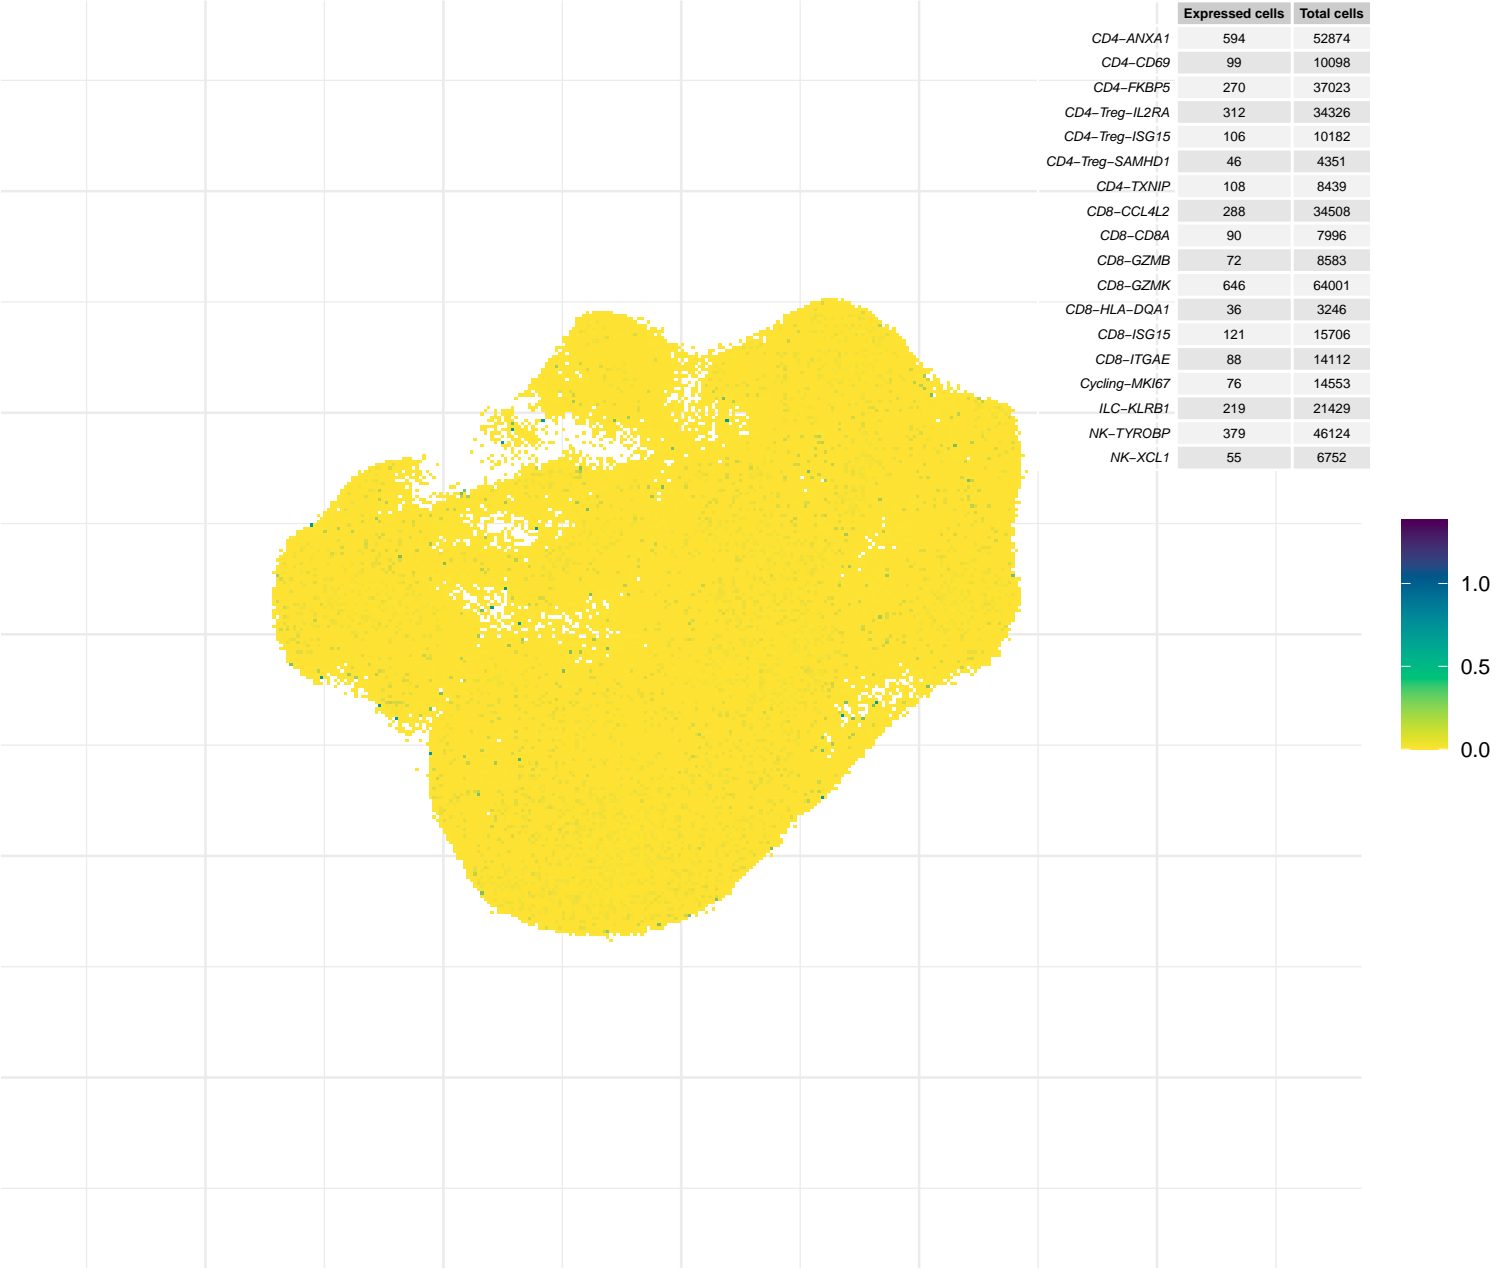 Expressed cells Total cells
CD4−ANXA1 594 52874
CD4−CD69 99 10098
CD4−FKBP5 270 37023
CD4−Treg−IL2RA 312 34326
CD4−Treg−ISG15 106 10182
CD4−Treg−SAMHD1 46 4351
CD4−TXNIP 108 8439
CD8−CCL4L2 288 34508
CD8−CD8A 90 7996
CD8−GZMB 72 8583
CD8−GZMK 646 64001
CD8−HLA−DQA1 36 3246
CD8−ISG15 121 15706
CD8−ITGAE 88 14112
Cycling−MKI67 76 14553
ILC−KLRB1 219 21429
NK−TYROBP 379 46124
NK−XCL1 55 6752
1.0
0.5
0.0